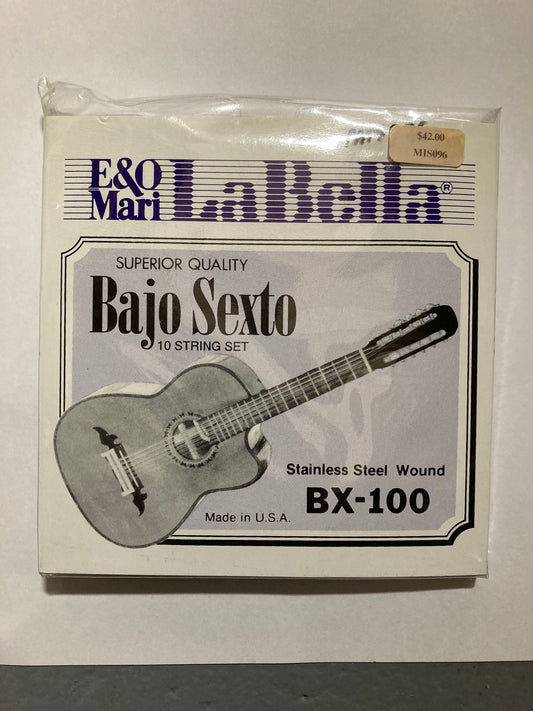 $42.00
MIS096
E&O
Mari
LaBella®
SUPERIOR QUALITY
Bajo Sexto
10 STRING SET
Stainless Steel Wound
BX-100
Made in U.S.A.